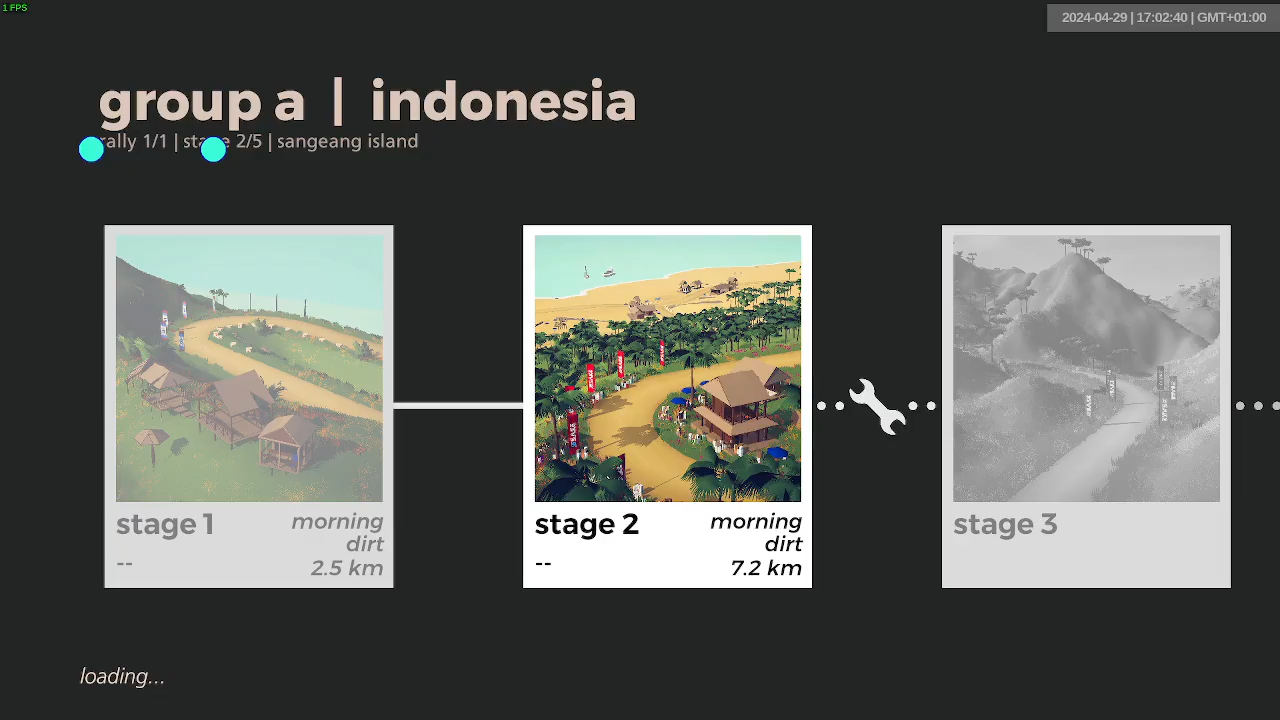 1 FPS
2024-04-29 | 17:02:40 | GMT+01:00
group a | indonesia
rally 1/1 | stage 2/5 | sangeang island
stage 1
morning
dirt
--
2.5 km
stage 2
morning
dirt
--
7.2 km
stage 3
loading...